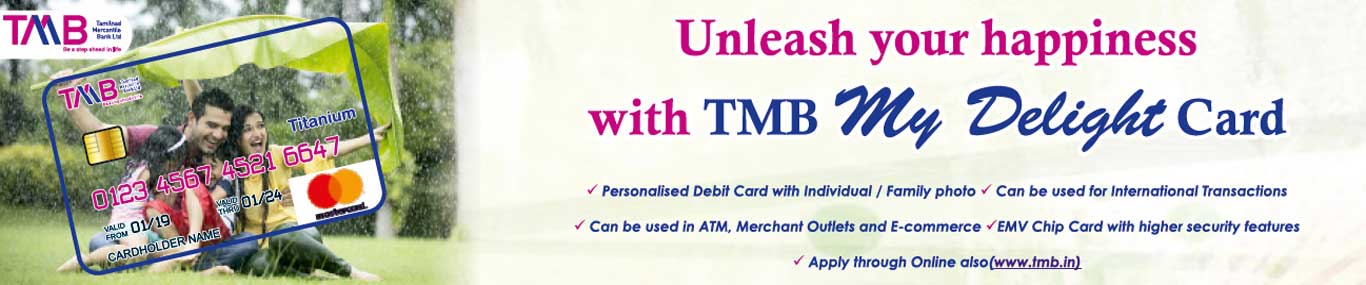 TMB
Tamilnad
Mercantile
Bank Ltd
Be a step ahead in life
TMB
Titanium
0123 4567 4521 6647
VALID
FROM 01/19
VALID
THRU 01/24
CARDHOLDER NAME
mastercard
Unleash your happiness
with TMB My Delight Card
✓ Personalised Debit Card with Individual / Family photo ✓ Can be used for International Transactions
✓ Can be used in ATM, Merchant Outlets and E-commerce ✓EMV Chip Card with higher security features
✓ Apply through Online also(www.tmb.in)